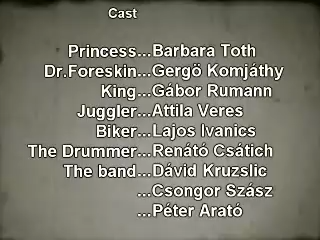 Cast
Princess...Barbara Toth
Dr.Foreskin...Gergö Komjáthy
King...Gábor Rumann
Juggler...Attila Veres
Biker...Lajos Ivanics
The Drummer...Renátó Csátich
The band...Dávid Kruzslic
...Csongor Szász
...Péter Arató